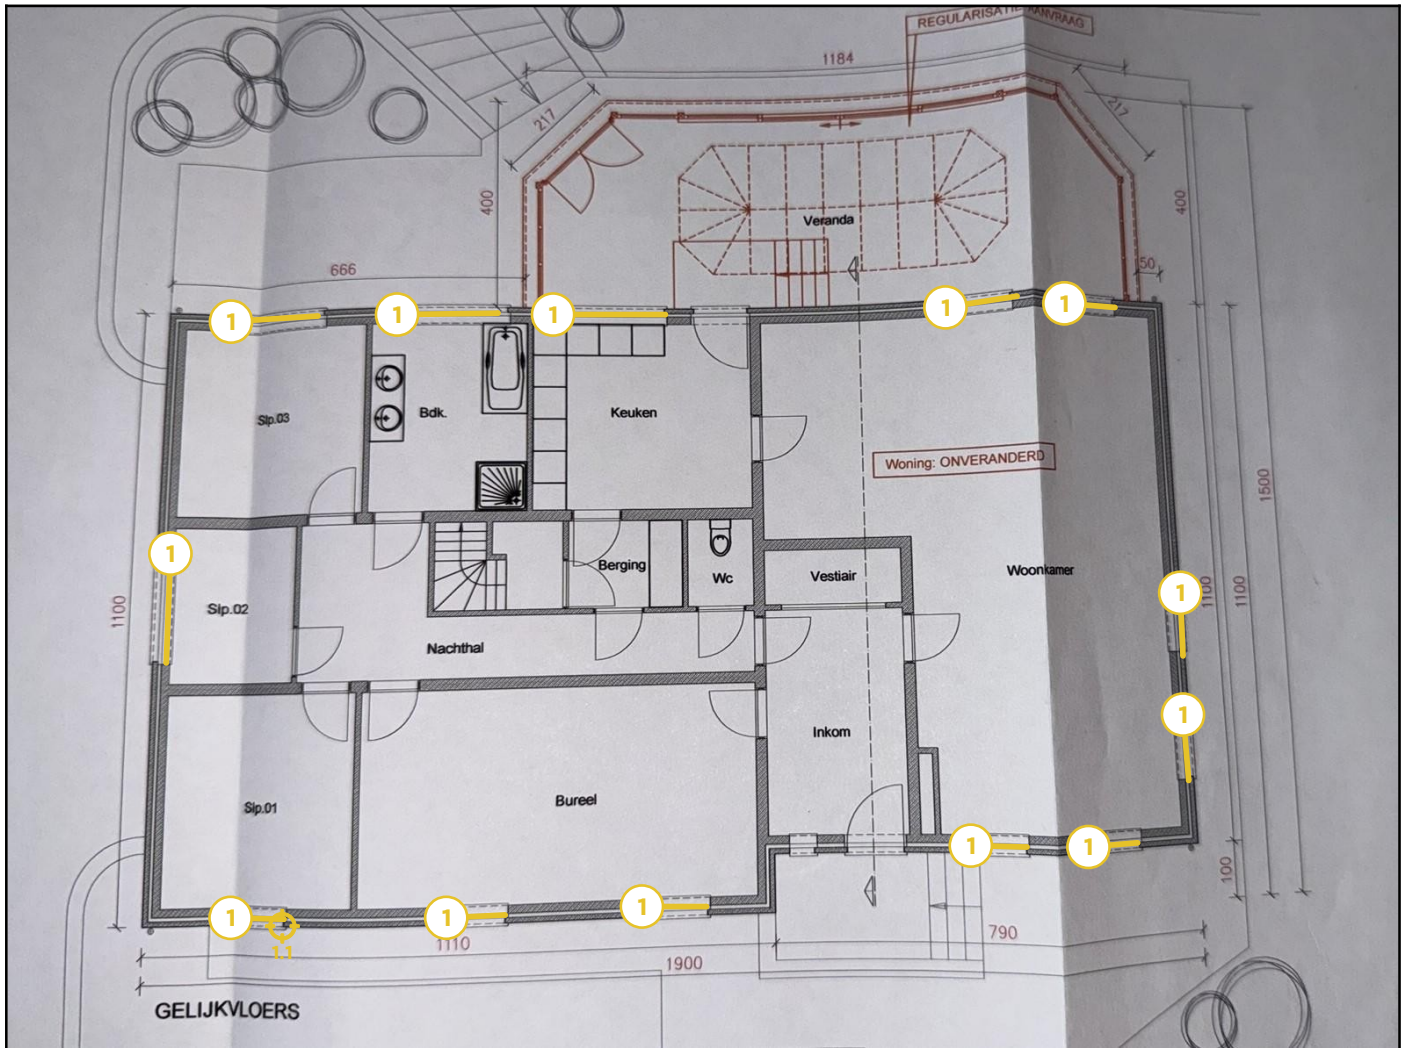 REGULARISATIE AANVRAAG
1184
217
217
400
400
Veranda
666
50
1
1
1
1
1
Slp.03
Bdk.
Keuken
Woning: ONVERANDERD
1500
1
Berging
Wc
Vestiair
Woonkamer
1
1100
1100
1100
Slp.02
Nachthal
1
Inkom
Slp.01
Bureel
1
1
100
1
1
1
1.1
1110
790
1900
GELIJKVLOERS